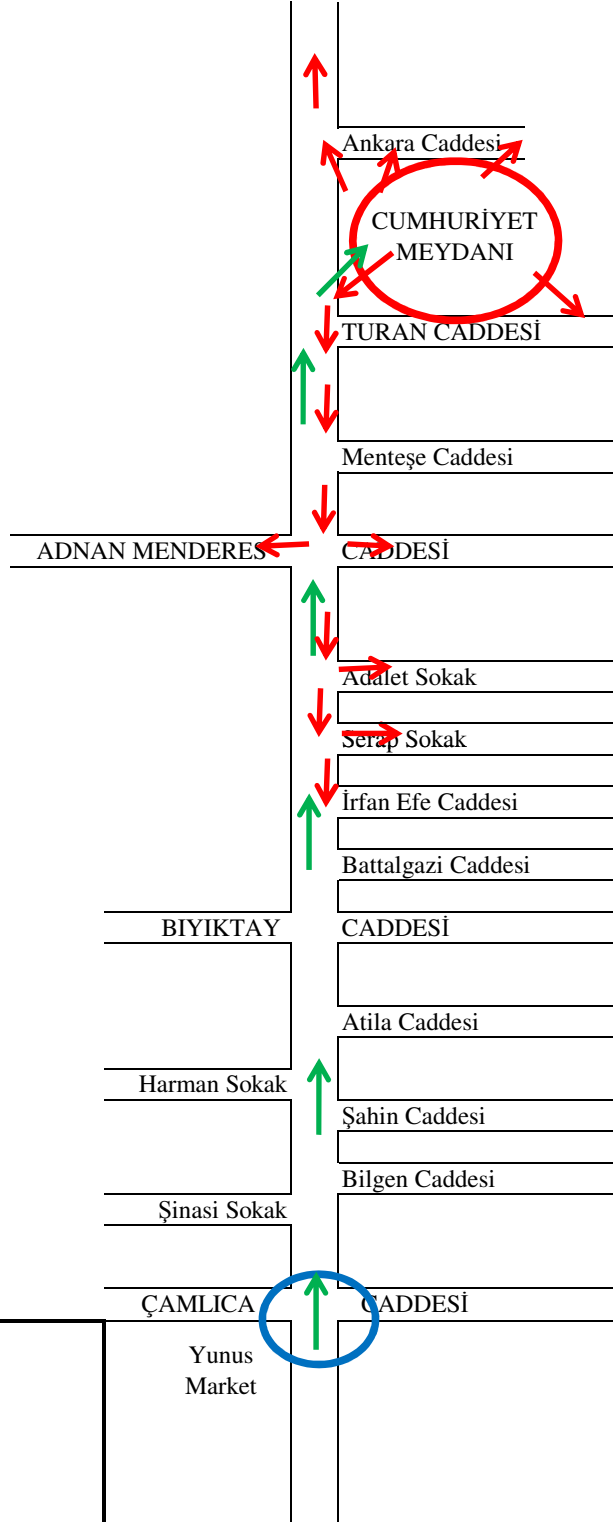 Ankara Caddesi
CUMHURİYET
MEYDANI
TURAN CADDESİ
Menteşe Caddesi
ADNAN MENDERES CADDESİ
Adalet Sokak
Serap Sokak
İrfan Efe Caddesi
Battalgazi Caddesi
BIYIKTAY CADDESİ
Atila Caddesi
Harman Sokak
Şahin Caddesi
Bilgen Caddesi
Şinasi Sokak
ÇAMLICA CADDESİ
Yunus
Market